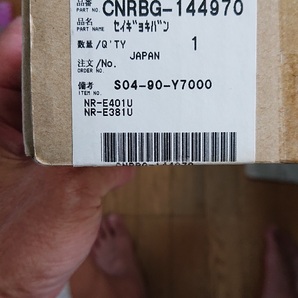 品番 PART NO. CNRBG-144970
品名 PART NAME セイギョキバン
数量/Q'TY 1
JAPAN
注文/No. ORDER NO.
備考 ITEM NO. S04-90-Y7000
NR-E401U
NR-E381U
CNRBG-144970